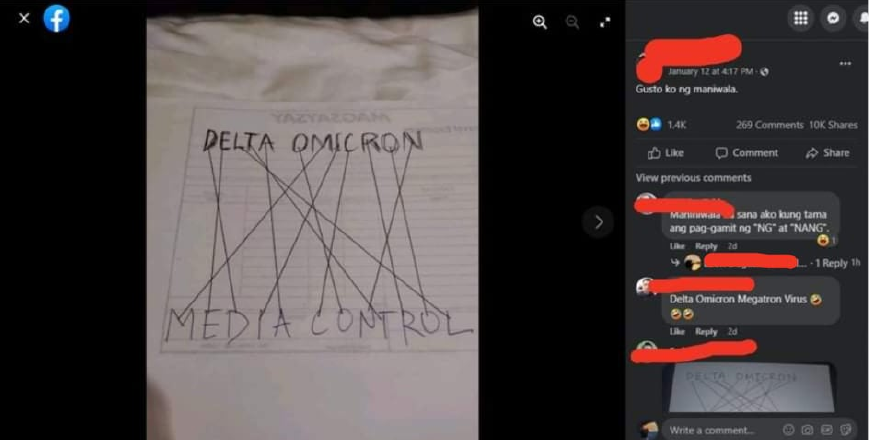 MAGSAYSAY
DELTA OMICRON
MEDIA CONTROL
January 12 at 4:17 PM
Gusto ko ng maniwala.
1.4K 269 Comments 10K Shares
Like Comment Share
View previous comments
sana ako kung tama
ang pag-gamit ng "NG" at "NANG".
1
Like Reply 2d
... · 1 Reply 1h
Delta Omicron Megatron Virus 🤣
🤣🤣
Like Reply 2d
DELTA OMICRON
Write a comment...